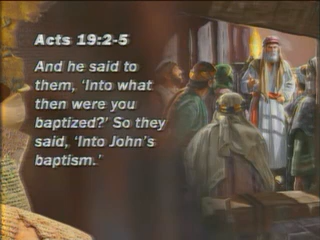 Acts 19:2-5
And he said to
them, ‘Into what
then were you
baptized?’ So they
said, ‘Into John’s
baptism.’